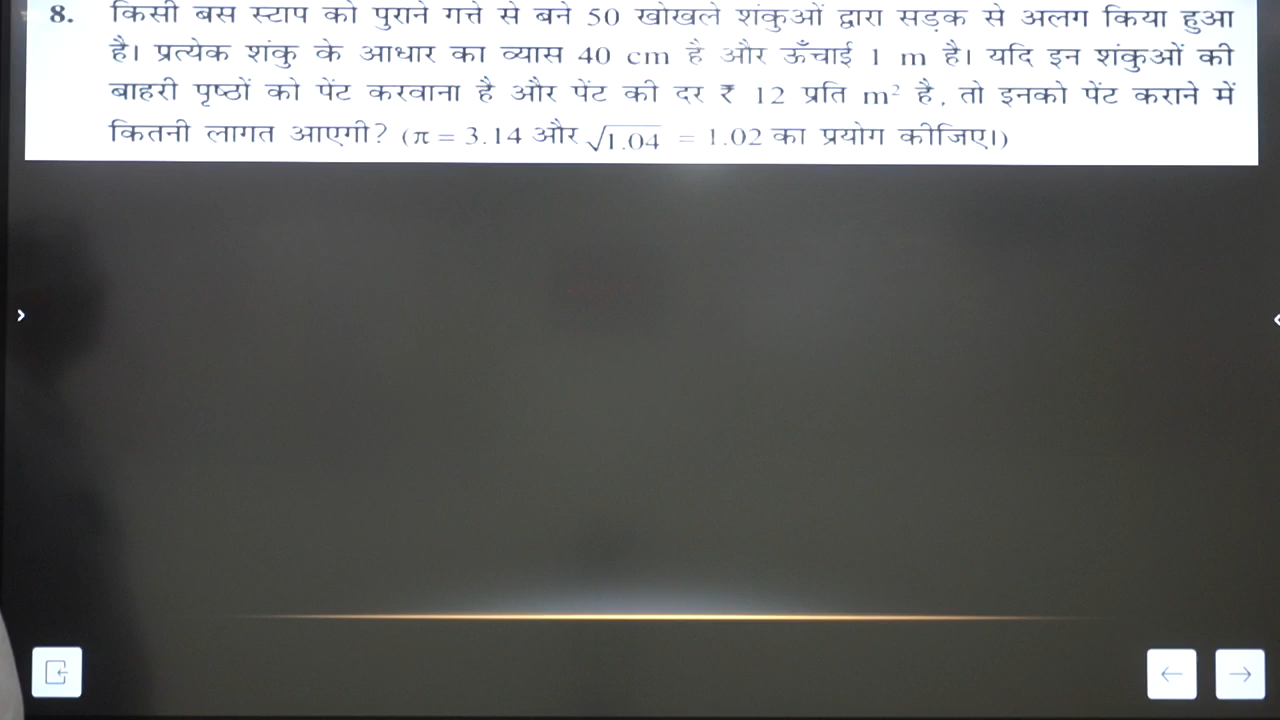 8. किसी बस स्टाप को पुराने गत्ते से बने 50 खोखले शंकुओं द्वारा सड़क से अलग किया हुआ
है। प्रत्येक शंकु के आधार का व्यास 40 cm है और ऊँचाई 1 m है। यदि इन शंकुओं की
बाहरी पृष्ठों को पेंट करवाना है और पेंट की दर ₹ 12 प्रति m² है, तो इनको पेंट कराने में
कितनी लागत आएगी? (π = 3.14 और √1.04 = 1.02 का प्रयोग कीजिए।)